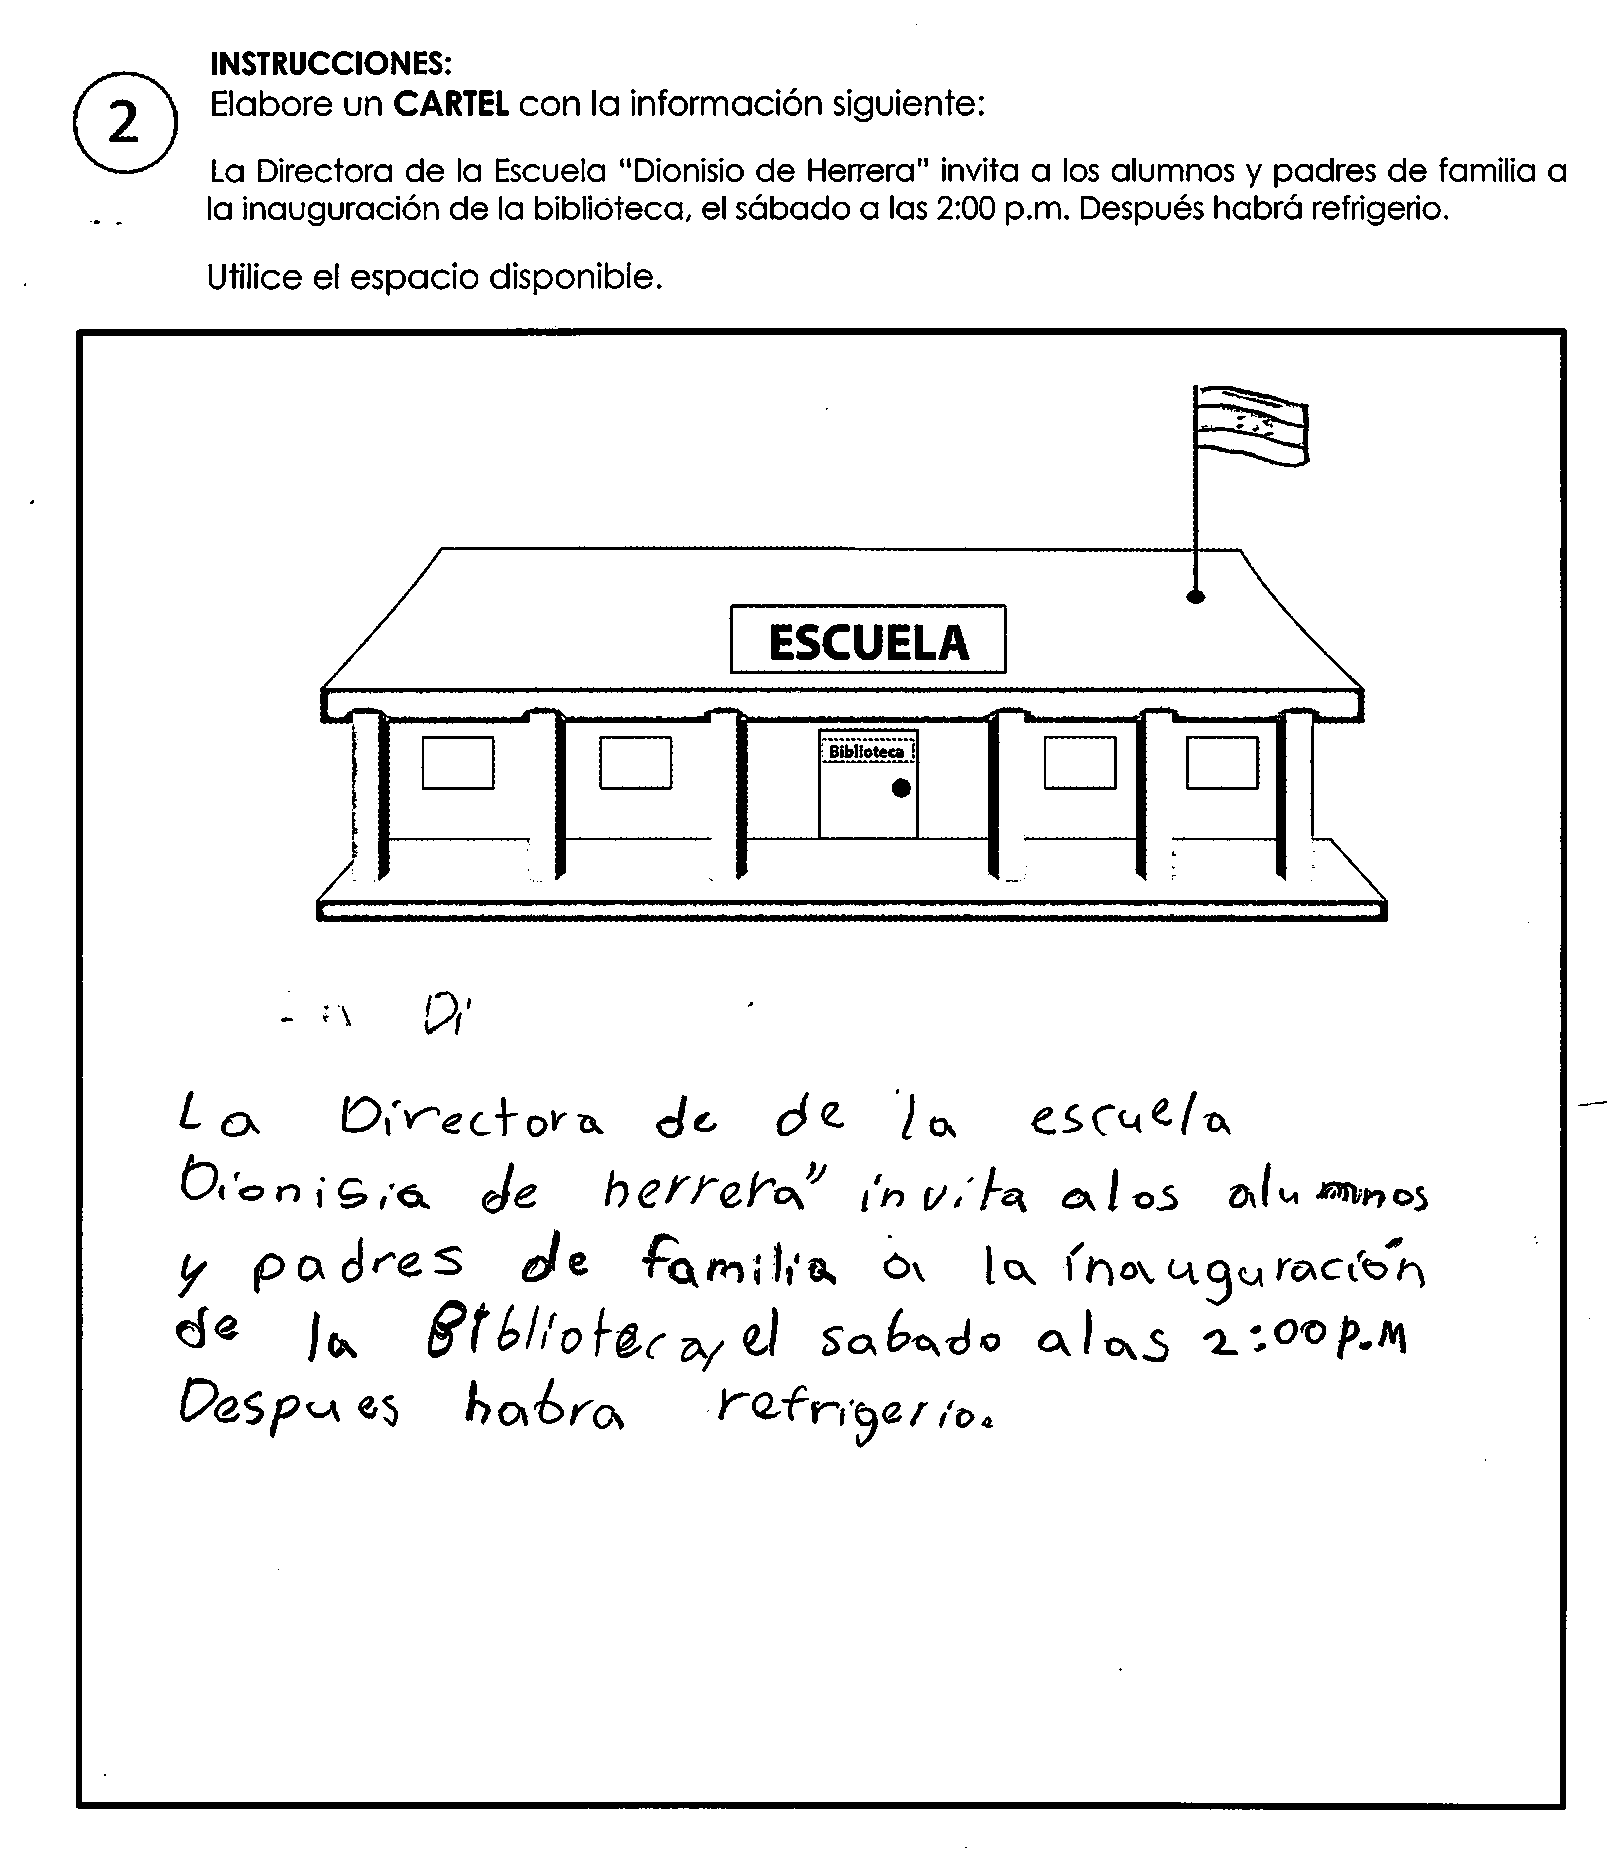 2
INSTRUCCIONES:
Elabore un CARTEL con la información siguiente:
La Directora de la Escuela "Dionisio de Herrera" invita a los alumnos y padres de familia a
la inauguración de la biblioteca, el sábado a las 2:00 p.m. Después habrá refrigerio.
Utilice el espacio disponible.
ESCUELA
Biblioteca
Di
La Directora de de la escuela
Dionisia de herrera" invita alos alumnos
y padres de familia a la inauguración
de la Biblioteca, el sabado alas 2:00 p.M
Despues habra refrigerio.